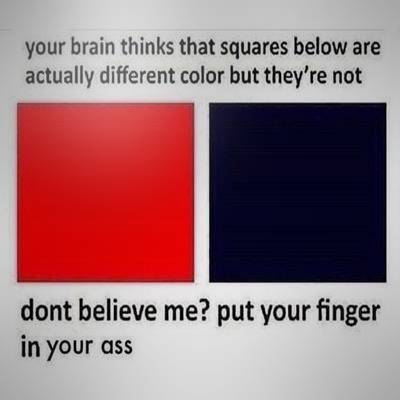 your brain thinks that squares below are
actually different color but they're not
dont believe me? put your finger
in your ass